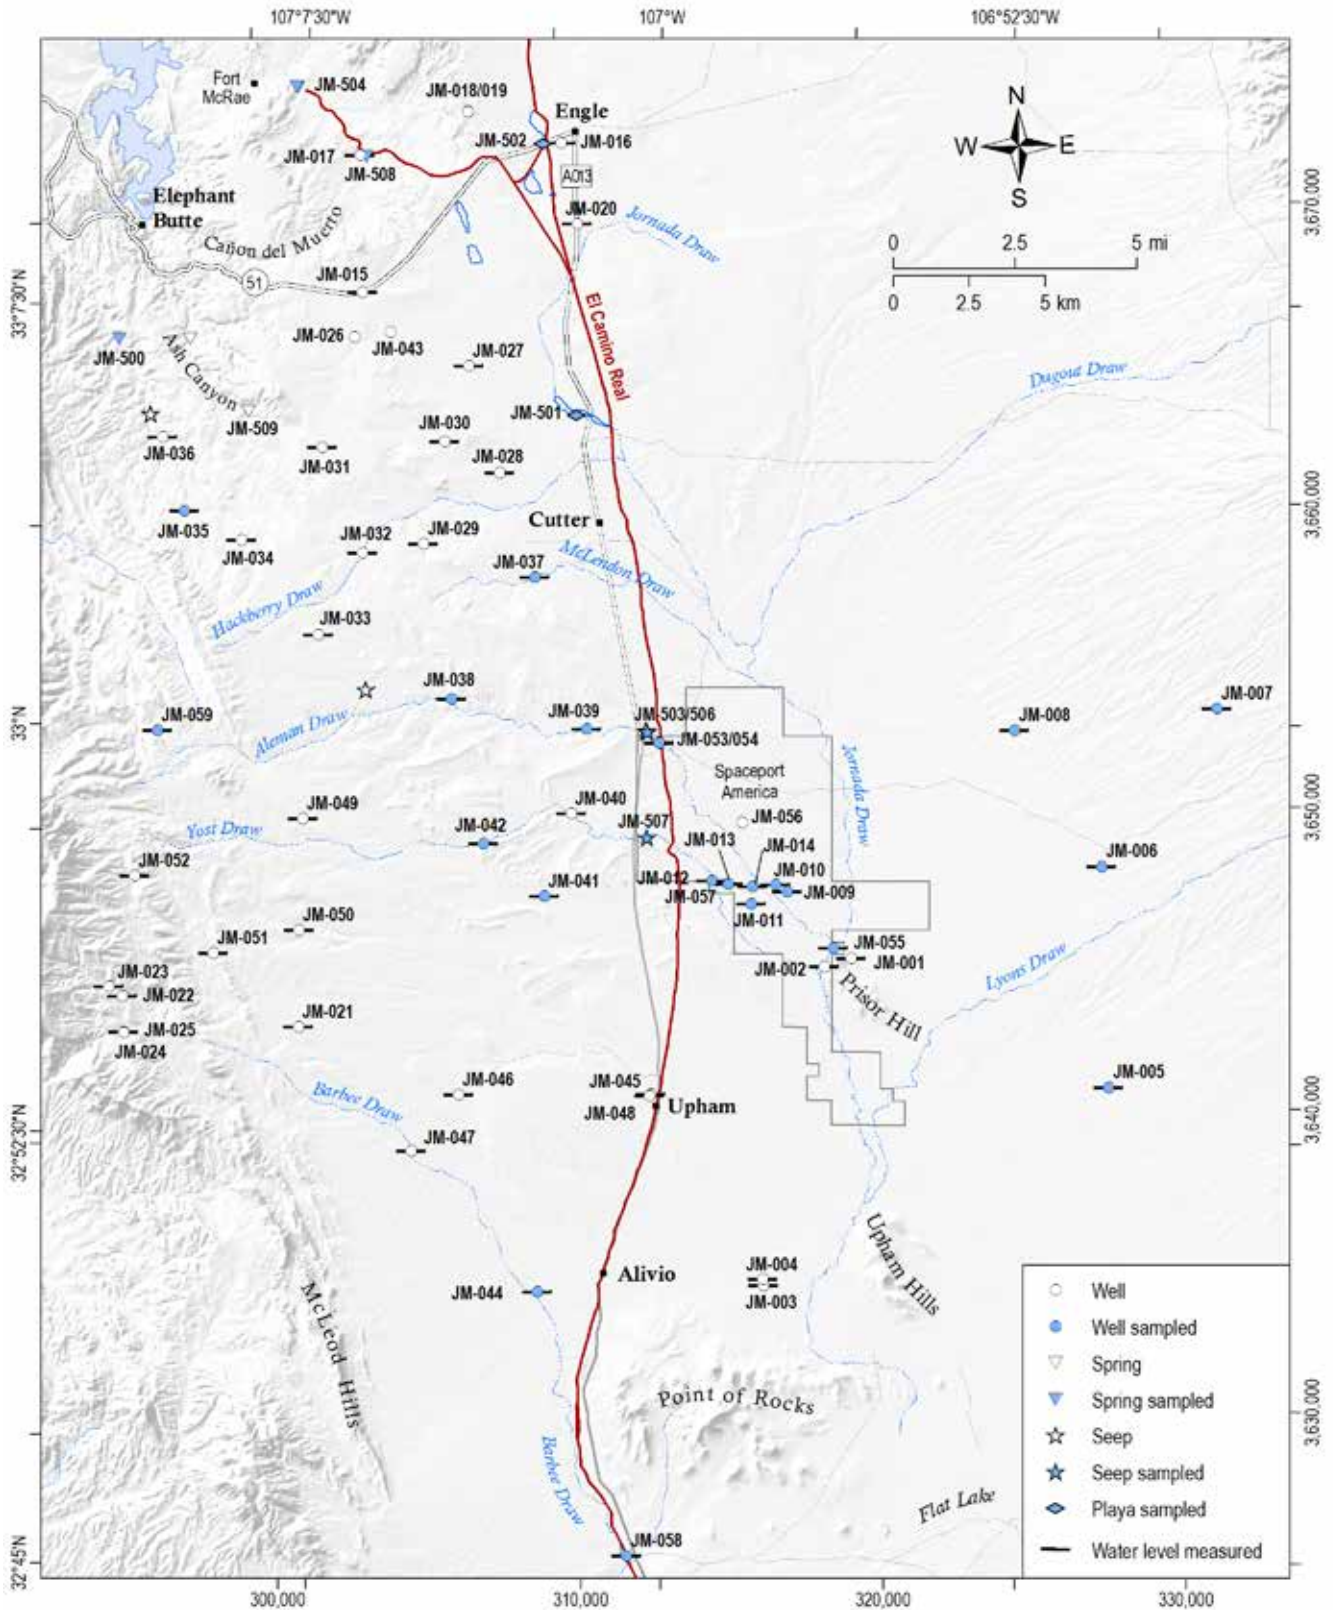 107°7'30"W
107°W
106°52'30"W
Fort
McRae
JM-504
JM-018/019
Engle
JM-502
JM-016
N
W
E
S
JM-017
JM-508
A013
Elephant
Butte
Cañon del Muerto
JM-020
Jornada Draw
3,670,000
0
2.5
5 mi
0
2.5
5 km
JM-015
51
33°7'30"N
El Camino Real
JM-026
JM-043
JM-500
Ash Canyon
JM-027
Dugout Draw
JM-501
JM-509
JM-030
JM-036
JM-031
JM-028
3,660,000
JM-035
JM-034
JM-032
JM-029
Cutter
JM-037
McLendon Draw
Hackberry Draw
JM-033
JM-038
JM-007
JM-059
Aleman Draw
JM-039
JM-503/506
JM-008
33°N
JM-053/054
Spaceport
America
Jornada Draw
3,650,000
JM-049
JM-040
JM-056
Yost Draw
JM-042
JM-507
JM-013
JM-014
JM-006
JM-052
JM-012
JM-010
JM-041
JM-057
JM-009
JM-011
JM-050
JM-051
JM-055
JM-001
JM-002
Lyons Draw
JM-023
JM-022
Prisor Hill
JM-021
JM-025
JM-024
JM-046
JM-045
JM-005
Barbee Draw
JM-048
Upham
3,640,000
32°52'30"N
JM-047
Upham Hills
JM-004
Alivio
JM-044
JM-003
McLeod Hills
Point of Rocks
3,630,000
Barbee Draw
Flat Lake
JM-058
32°45'N
Well
Well sampled
Spring
Spring sampled
Seep
Seep sampled
Playa sampled
Water level measured
300,000
310,000
320,000
330,000